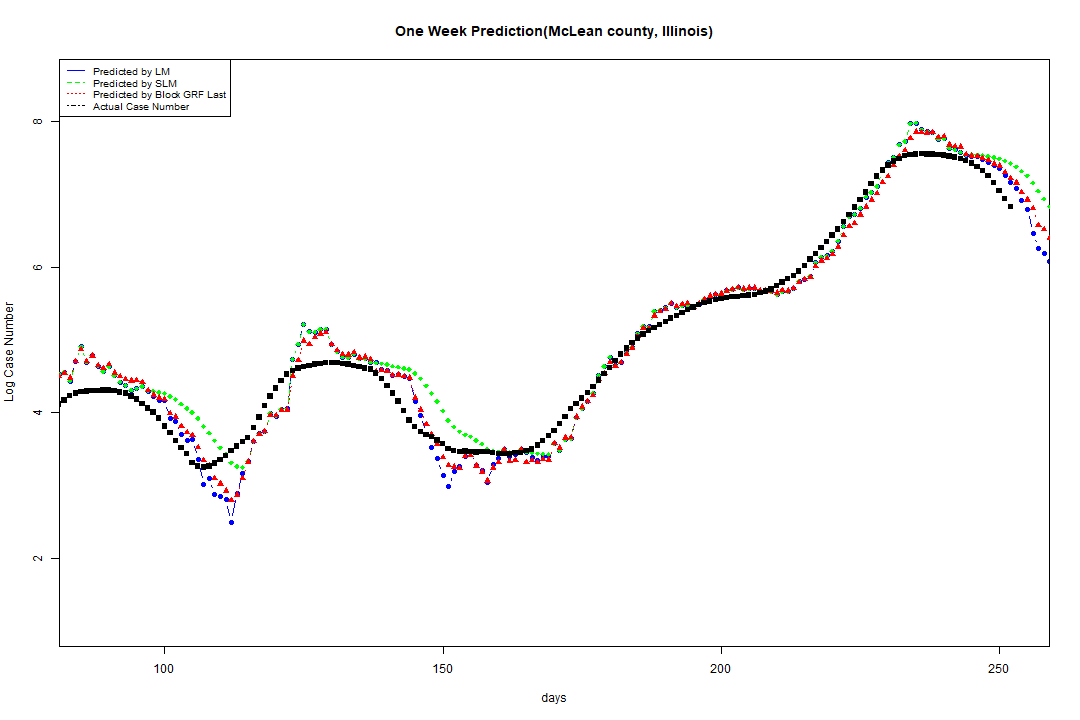 One Week Prediction(McLean county, Illinois)
Predicted by LM
Predicted by SLM
Predicted by Block GRF Last
Actual Case Number
Log Case Number
8
6
4
2
100 150 200 250
days